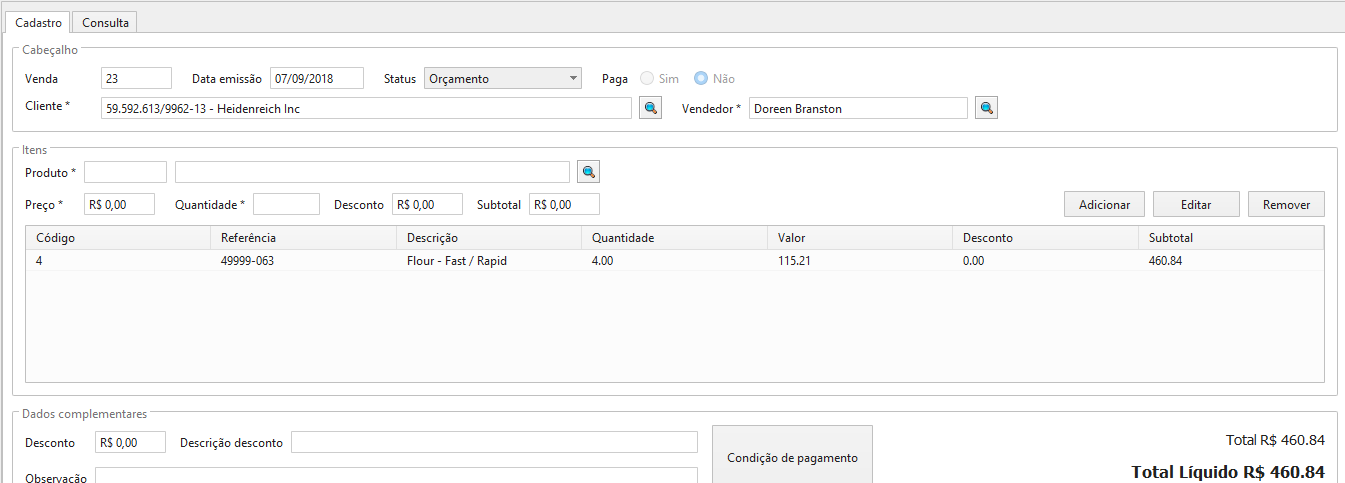 Cadastro Consulta
Cabeçalho
Venda 23 Data emissão 07/09/2018 Status Orçamento Paga Sim Não
Cliente * 59.592.613/9962-13 - Heidenreich Inc Vendedor * Doreen Branston
Itens
Produto *
Preço * R$ 0,00 Quantidade * Desconto R$ 0,00 Subtotal R$ 0,00 Adicionar Editar Remover
Código Referência Descrição Quantidade Valor Desconto Subtotal
4 49999-063 Flour - Fast / Rapid 4.00 115.21 0.00 460.84
Dados complementares
Desconto R$ 0,00 Descrição desconto Condição de pagamento Total R$ 460.84
Observação Total Líquido R$ 460.84